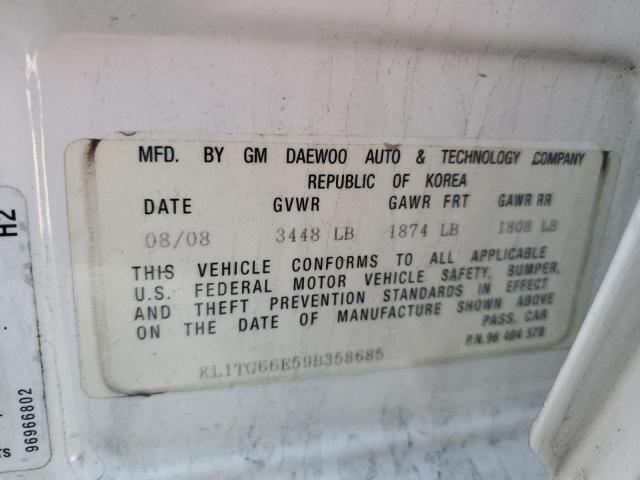 MFD. BY GM DAEWOO AUTO & TECHNOLOGY COMPANY
REPUBLIC OF KOREA
DATE GVWR GAWR FRT GAWR RR
08/08 3448 LB 1874 LB 1808 LB
THIS VEHICLE CONFORMS TO ALL APPLICABLE
U.S. FEDERAL MOTOR VEHICLE SAFETY, BUMPER,
AND THEFT PREVENTION STANDARDS IN EFFECT
ON THE DATE OF MANUFACTURE SHOWN ABOVE
PASS. CAR
P.N.96 404 578
KL1TG66E59B358685
H2
96966802